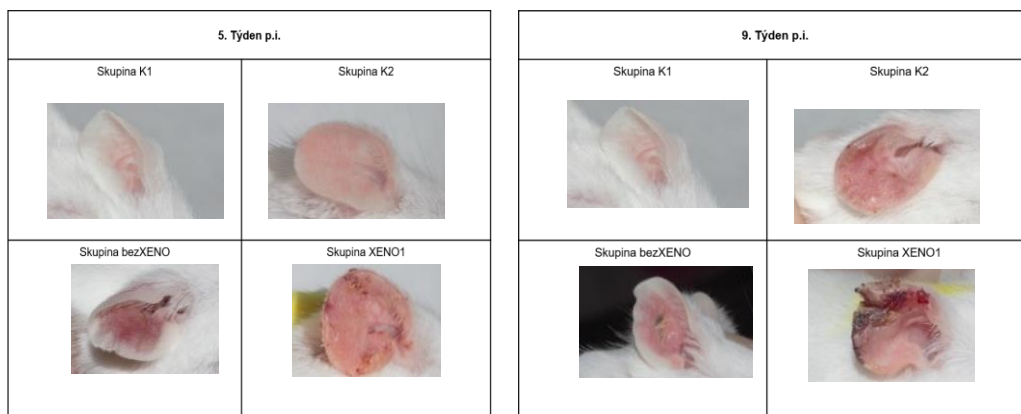 5. Týden p.i.
Skupina K1
Skupina K2
Skupina bezXENO
Skupina XENO1
9. Týden p.i.
Skupina K1
Skupina K2
Skupina bezXENO
Skupina XENO1